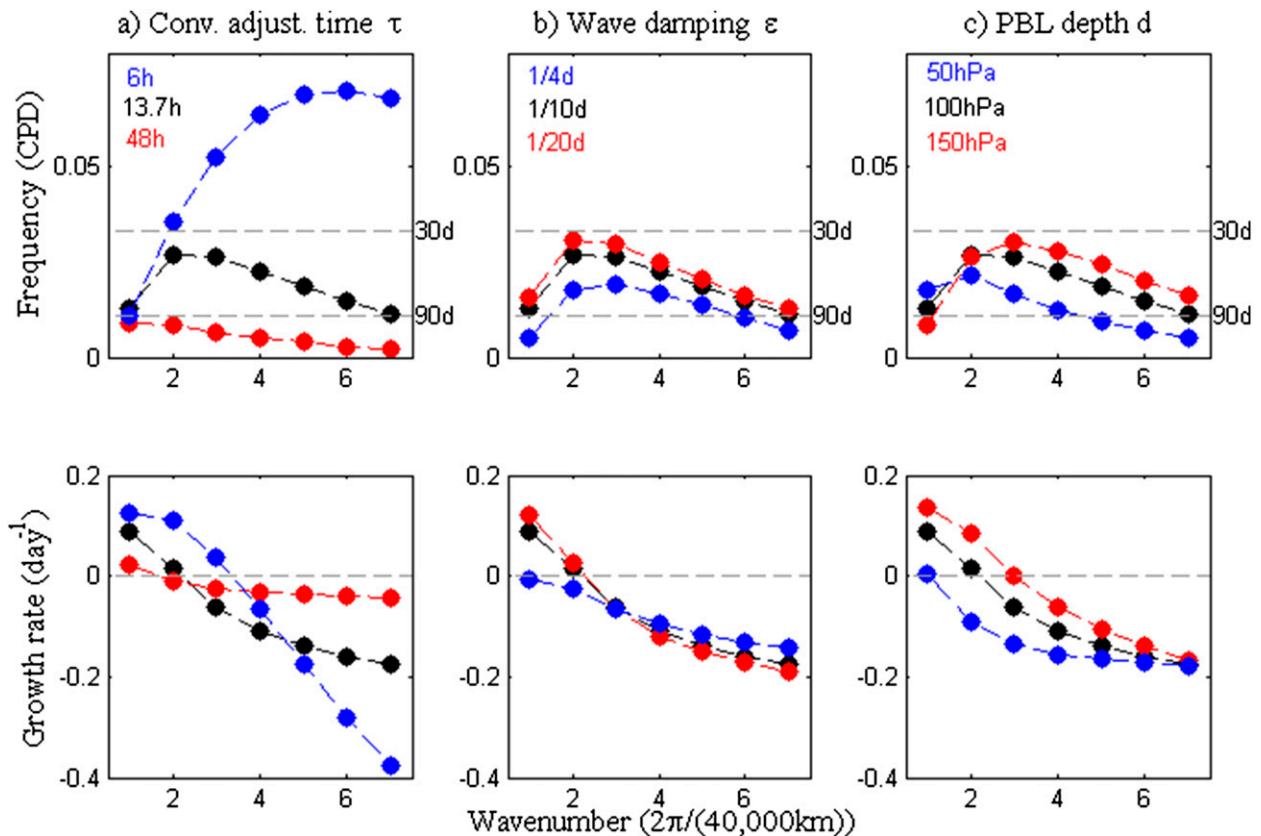 a) Conv. adjust. time τ
b) Wave damping ε
c) PBL depth d
Frequency (CPD)
6h
13.7h
48h
0.05
0
30d
90d
2 4 6
1/4d
1/10d
1/20d
0.05
0
30d
90d
2 4 6
50hPa
100hPa
150hPa
0.05
0
30d
90d
2 4 6
Growth rate (day-1)
0.2
0
-0.2
-0.4
2 4 6
0.2
0
-0.2
-0.4
2 4 6
0.2
0
-0.2
-0.4
2 4 6
Wavenumber (2π/(40,000km))